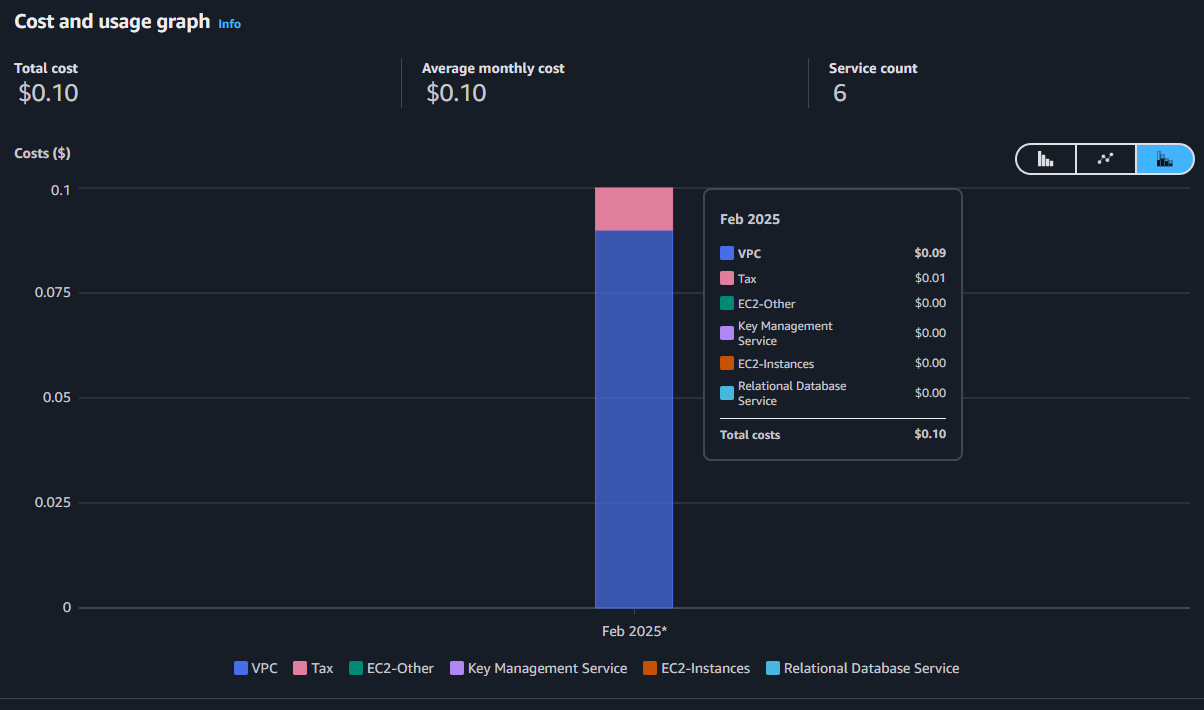 Cost and usage graph Info
Total cost
$0.10
Average monthly cost
$0.10
Service count
6
Costs ($)
0.1
0.075
0.05
0.025
0
Feb 2025*
Feb 2025
VPC $0.09
Tax $0.01
EC2-Other $0.00
Key Management
Service
$0.00
EC2-Instances $0.00
Relational Database
Service
$0.00
Total costs $0.10
VPC Tax EC2-Other Key Management Service EC2-Instances Relational Database Service